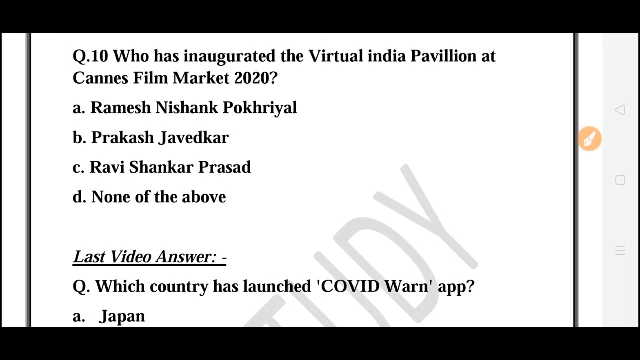 Q.10 Who has inaugurated the Virtual india Pavillion at
Cannes Film Market 2020?
a. Ramesh Nishank Pokhriyal
b. Prakash Javedkar
c. Ravi Shankar Prasad
d. None of the above
Last Video Answer: -
Q. Which country has launched 'COVID Warn' app?
a. Japan
STUDY